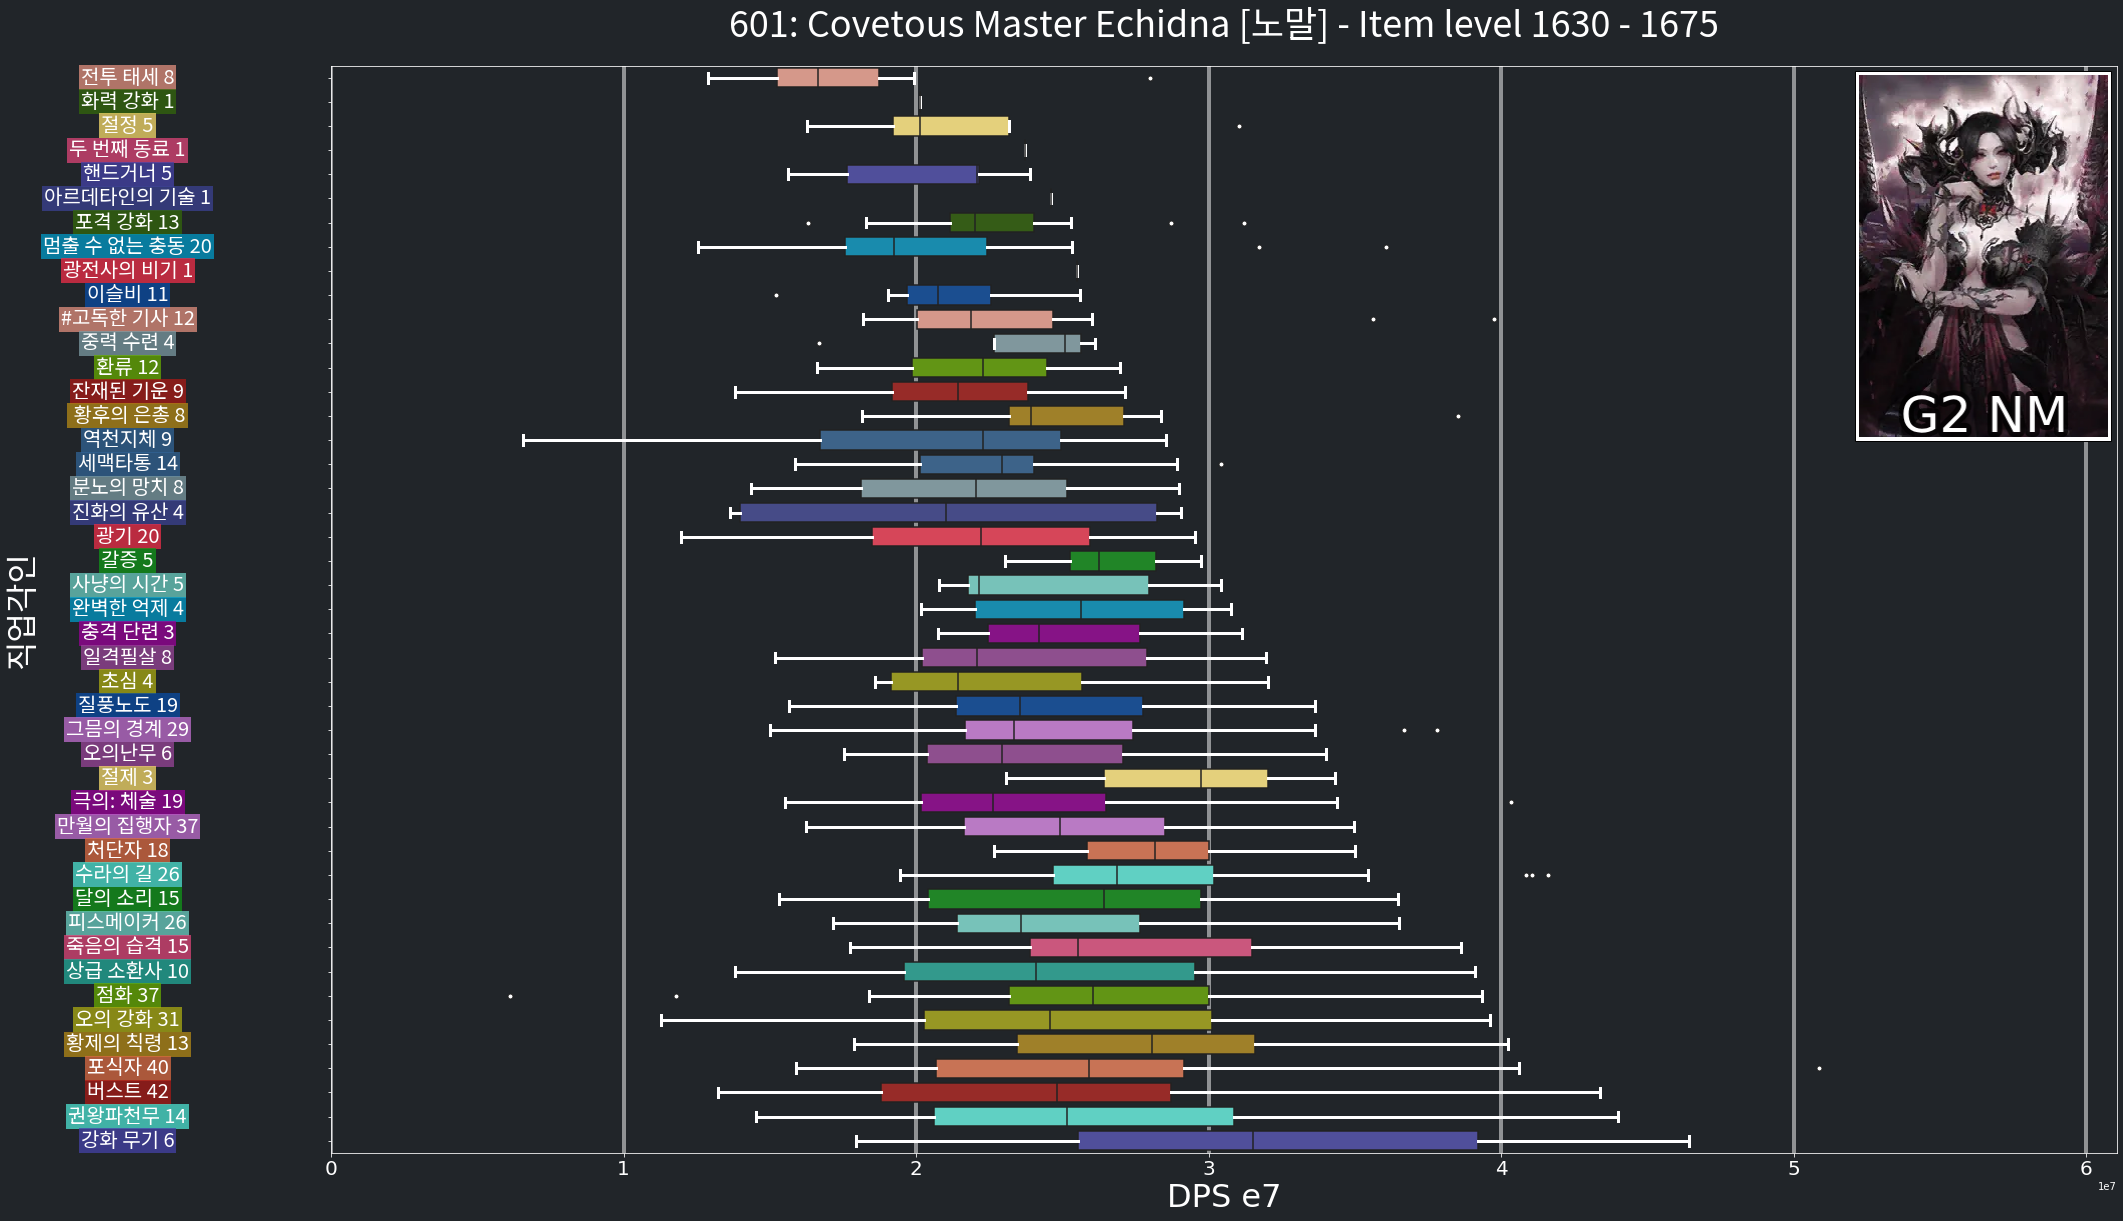 601: Covetous Master Echidna [노말] - Item level 1630 - 1675
직업각인
전투 태세 8
화력 강화 1
절정 5
두 번째 동료 1
핸드거너 5
아르데타인의 기술 1
포격 강화 13
멈출 수 없는 충동 20
광전사의 비기 1
이슬비 11
#고독한 기사 12
중력 수련 4
환류 12
잔재된 기운 9
황후의 은총 8
역천지체 9
세맥타통 14
분노의 망치 8
진화의 유산 4
광기 20
갈증 5
사냥의 시간 5
완벽한 억제 4
충격 단련 3
일격필살 8
초심 4
질풍노도 19
그믐의 경계 29
오의난무 6
절제 3
극의: 체술 19
만월의 집행자 37
처단자 18
수라의 길 26
달의 소리 15
피스메이커 26
죽음의 습격 15
상급 소환사 10
점화 37
오의 강화 31
황제의 칙령 13
포식자 40
버스트 42
권왕파천무 14
강화 무기 6
G2 NM
0 1 2 3 4 5 6
1e7
DPS e7